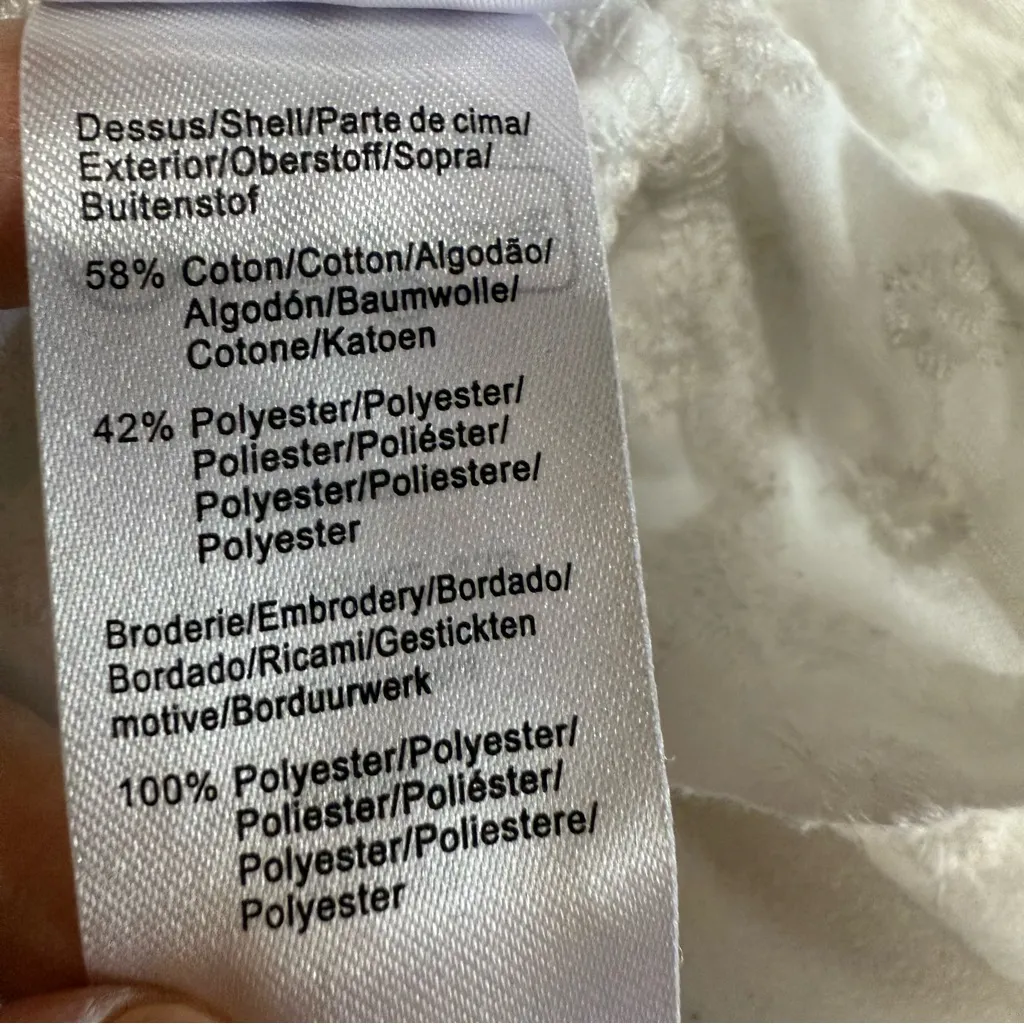 Dessus/Shell/Parte de cima/
Exterior/Oberstoff/Sopra/
Buitenstof
58% Coton/Cotton/Algodão/
Algodón/Baumwolle/
Cotone/Katoen
42% Polyester/Polyester/
Poliester/Poliéster/
Polyester/Poliestere/
Polyester
Broderie/Embrodery/Bordado/
Bordado/Ricami/Gestickten
motive/Borduurwerk
100% Polyester/Polyester/
Poliester/Poliéster/
Polyester/Poliestere/
Polyester